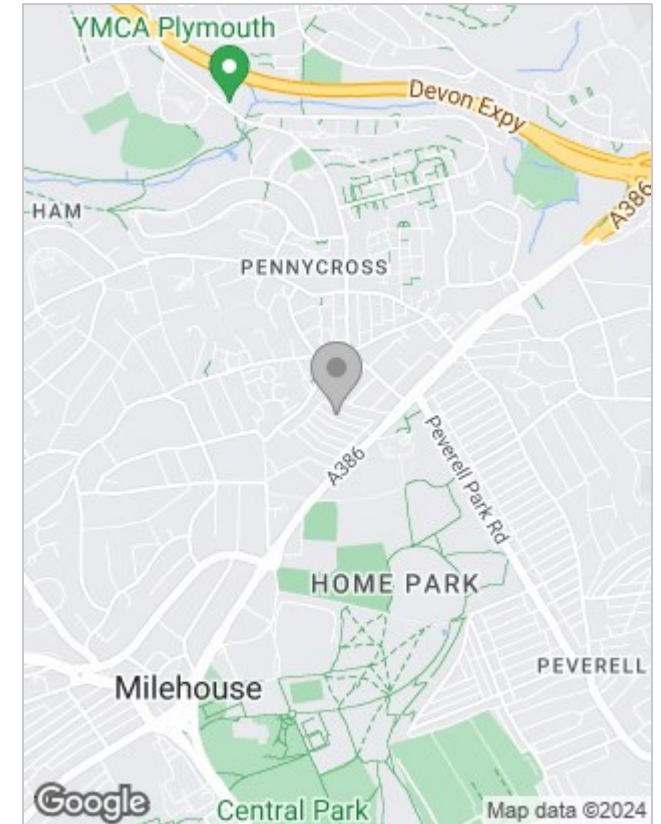 YMCA Plymouth
Devon Expy
A386
HAM
PENNYCROSS
A386
Peverell Park Rd
HOME PARK
PEVERELL
Milehouse
Central Park
Google
Map data ©2024